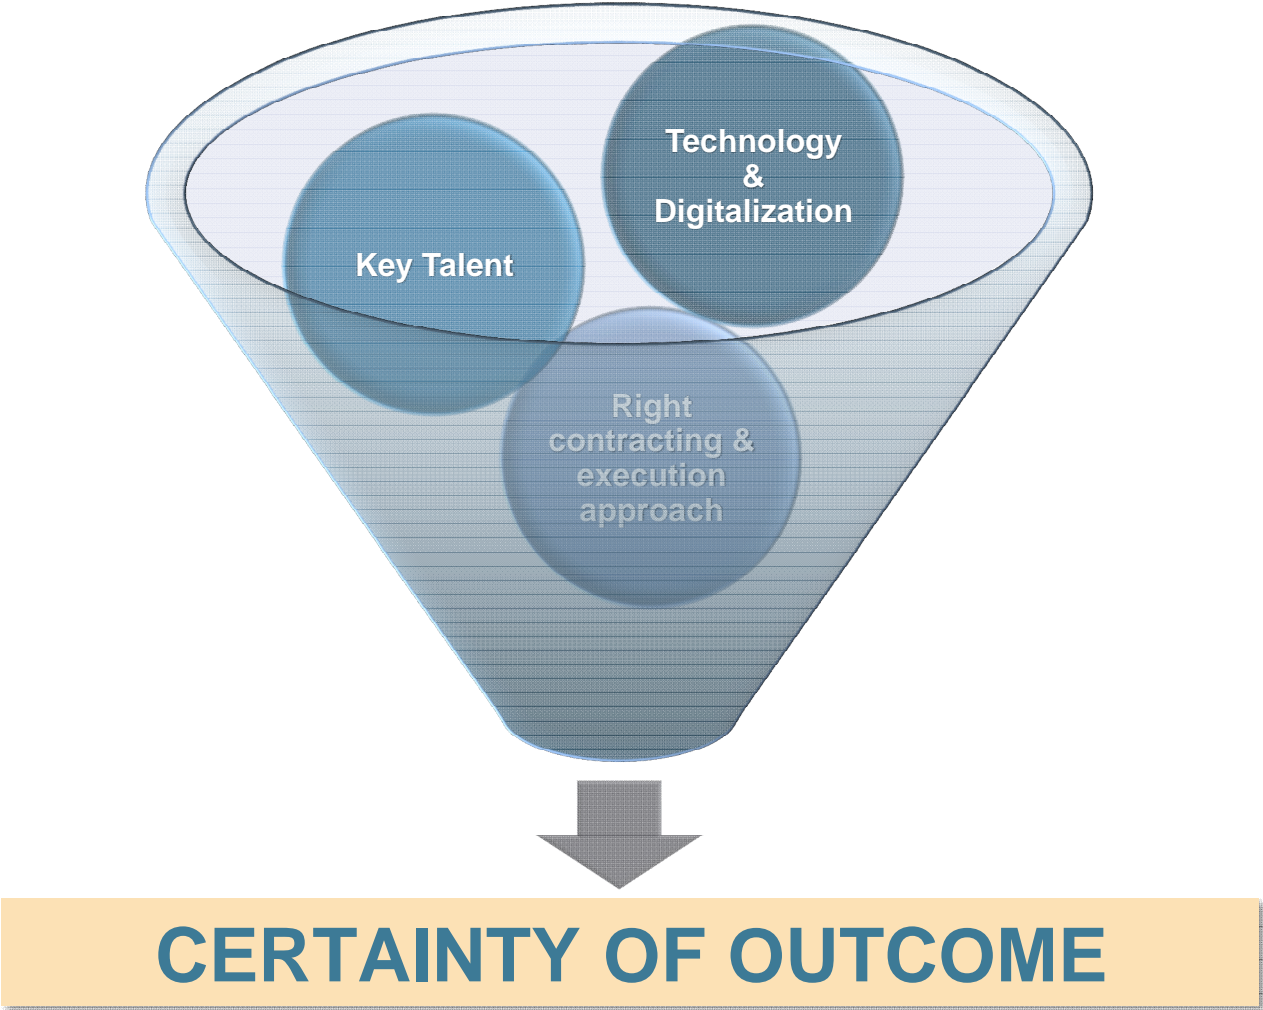 Technology
&
Digitalization
Key Talent
Right
contracting &
execution
approach
CERTAINTY OF OUTCOME